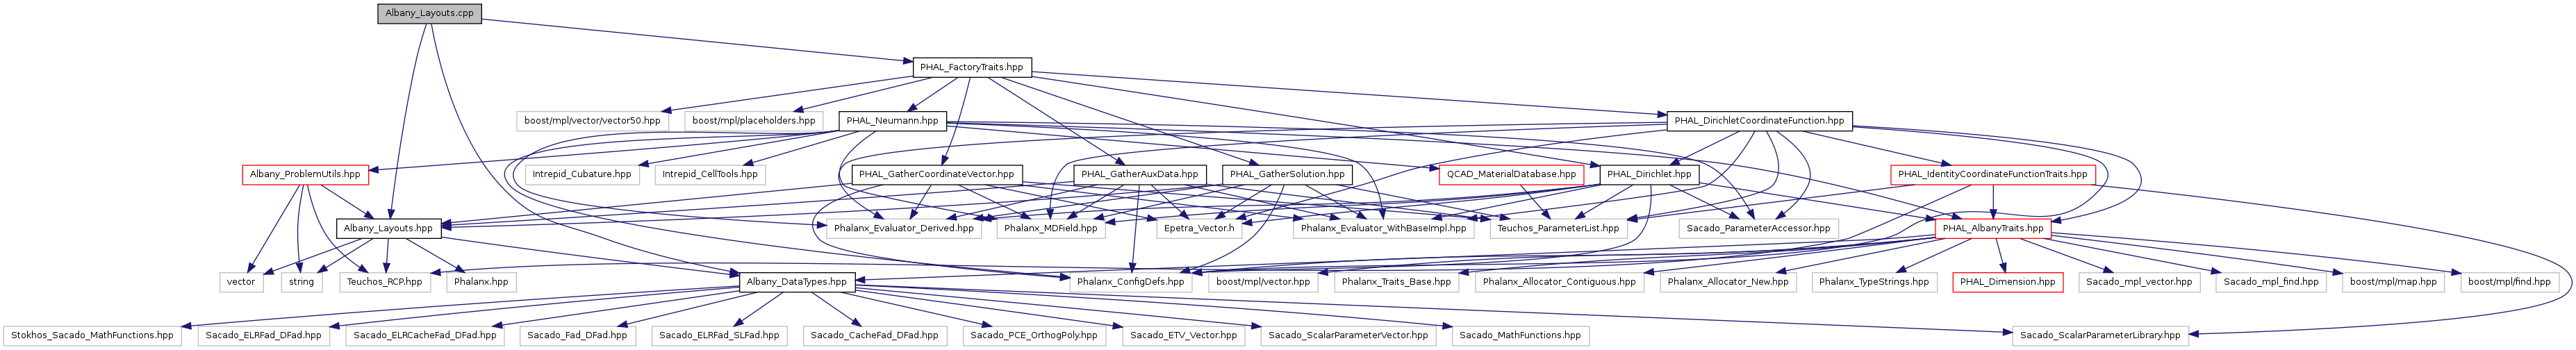 Albany_Layouts.cpp
PHAL_FactoryTraits.hpp
boost/mpl/vector/vector50.hpp
boost/mpl/placeholders.hpp
PHAL_Neumann.hpp
PHAL_DirichletCoordinateFunction.hpp
Albany_ProblemUtils.hpp
Intrepid_Cubature.hpp
Intrepid_CellTools.hpp
PHAL_GatherCoordinateVector.hpp
PHAL_GatherAuxData.hpp
PHAL_GatherSolution.hpp
QCAD_MaterialDatabase.hpp
PHAL_Dirichlet.hpp
PHAL_IdentityCoordinateFunctionTraits.hpp
Albany_Layouts.hpp
Phalanx_Evaluator_Derived.hpp
Phalanx_MDField.hpp
Epetra_Vector.h
Phalanx_Evaluator_WithBaseImpl.hpp
Teuchos_ParameterList.hpp
Sacado_ParameterAccessor.hpp
PHAL_AlbanyTraits.hpp
vector
string
Teuchos_RCP.hpp
Phalanx.hpp
Albany_DataTypes.hpp
Phalanx_ConfigDefs.hpp
boost/mpl/vector.hpp
Phalanx_Traits_Base.hpp
Phalanx_Allocator_Contiguous.hpp
Phalanx_Allocator_New.hpp
Phalanx_TypeStrings.hpp
PHAL_Dimension.hpp
Sacado_mpl_vector.hpp
Sacado_mpl_find.hpp
boost/mpl/map.hpp
boost/mpl/find.hpp
Stokhos_Sacado_MathFunctions.hpp
Sacado_ELRFad_DFad.hpp
Sacado_ELRCacheFad_DFad.hpp
Sacado_Fad_DFad.hpp
Sacado_ELRFad_SLFad.hpp
Sacado_CacheFad_DFad.hpp
Sacado_PCE_OrthogPoly.hpp
Sacado_ETV_Vector.hpp
Sacado_ScalarParameterVector.hpp
Sacado_MathFunctions.hpp
Sacado_ScalarParameterLibrary.hpp